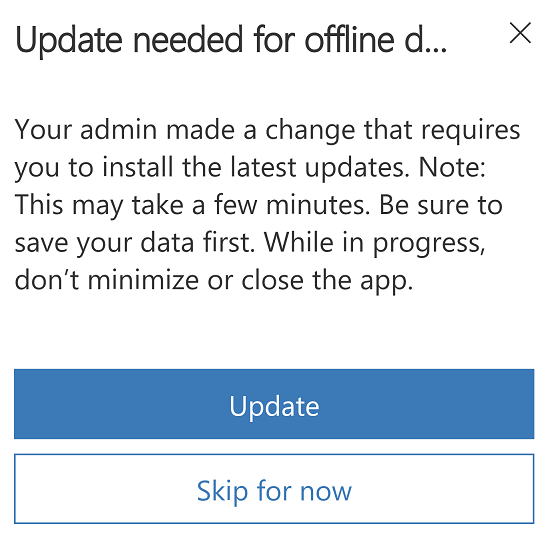 Update needed for offline d...
Your admin made a change that requires
you to install the latest updates. Note:
This may take a few minutes. Be sure to
save your data first. While in progress,
don’t minimize or close the app.
Update
Skip for now